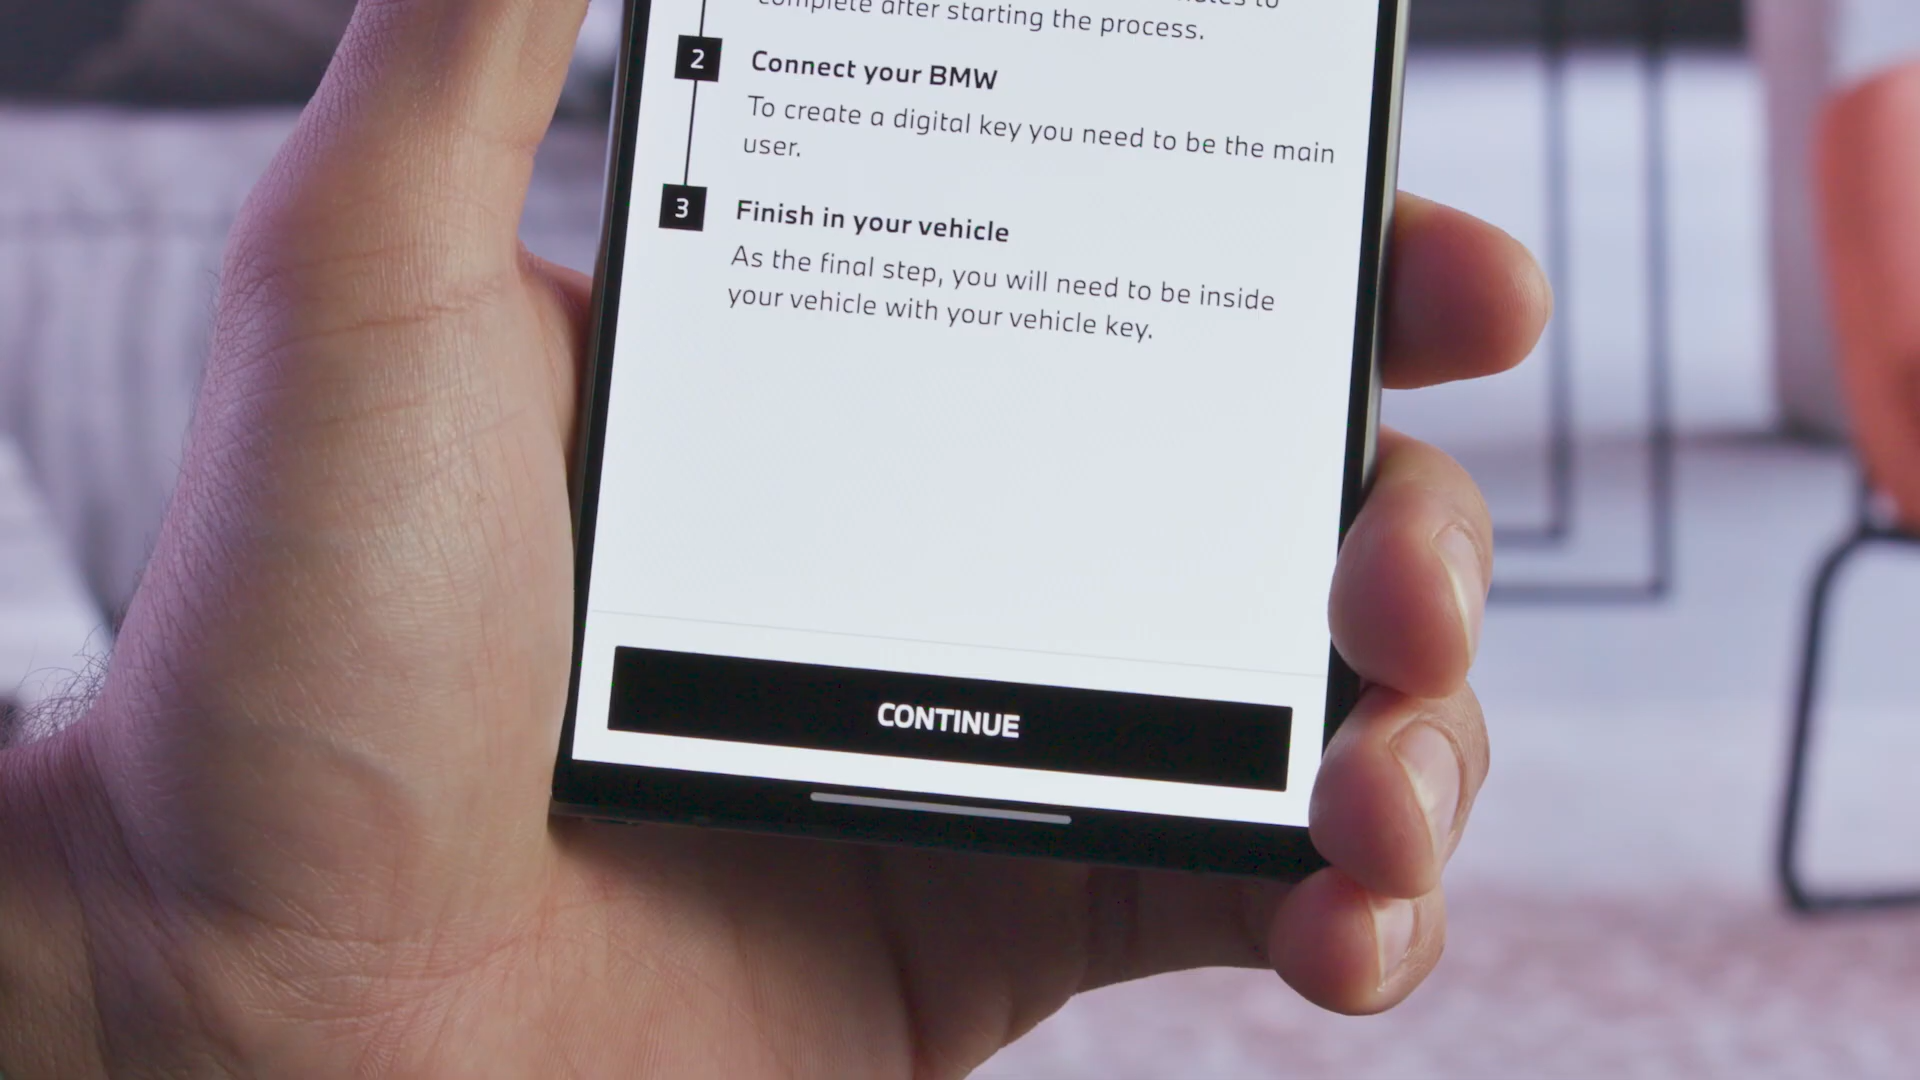 complete after starting the process.
2
Connect your BMW
To create a digital key you need to be the main
user.
3
Finish in your vehicle
As the final step, you will need to be inside
your vehicle with your vehicle key.
CONTINUE